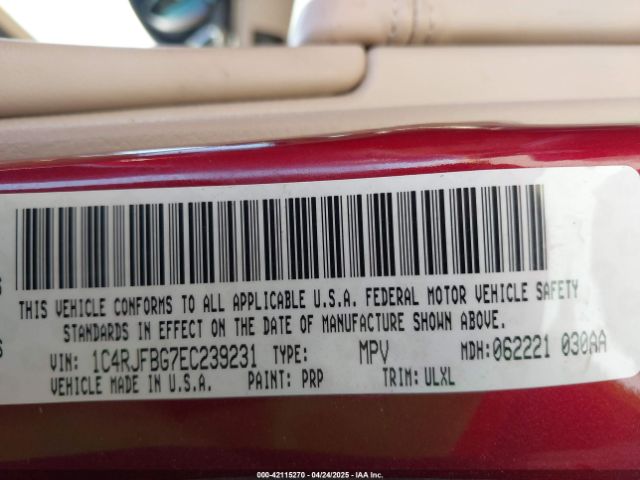 THIS VEHICLE CONFORMS TO ALL APPLICABLE U.S.A. FEDERAL MOTOR VEHICLE SAFETY
STANDARDS IN EFFECT ON THE DATE OF MANUFACTURE SHOWN ABOVE.
VIN: 1C4RJFBG7EC239231 TYPE: MPV MDH: 062221 030AA
VEHICLE MADE IN U.S.A. PAINT: PRP TRIM: ULXL
000-42115270 - 04/24/2025 - IAA Inc.